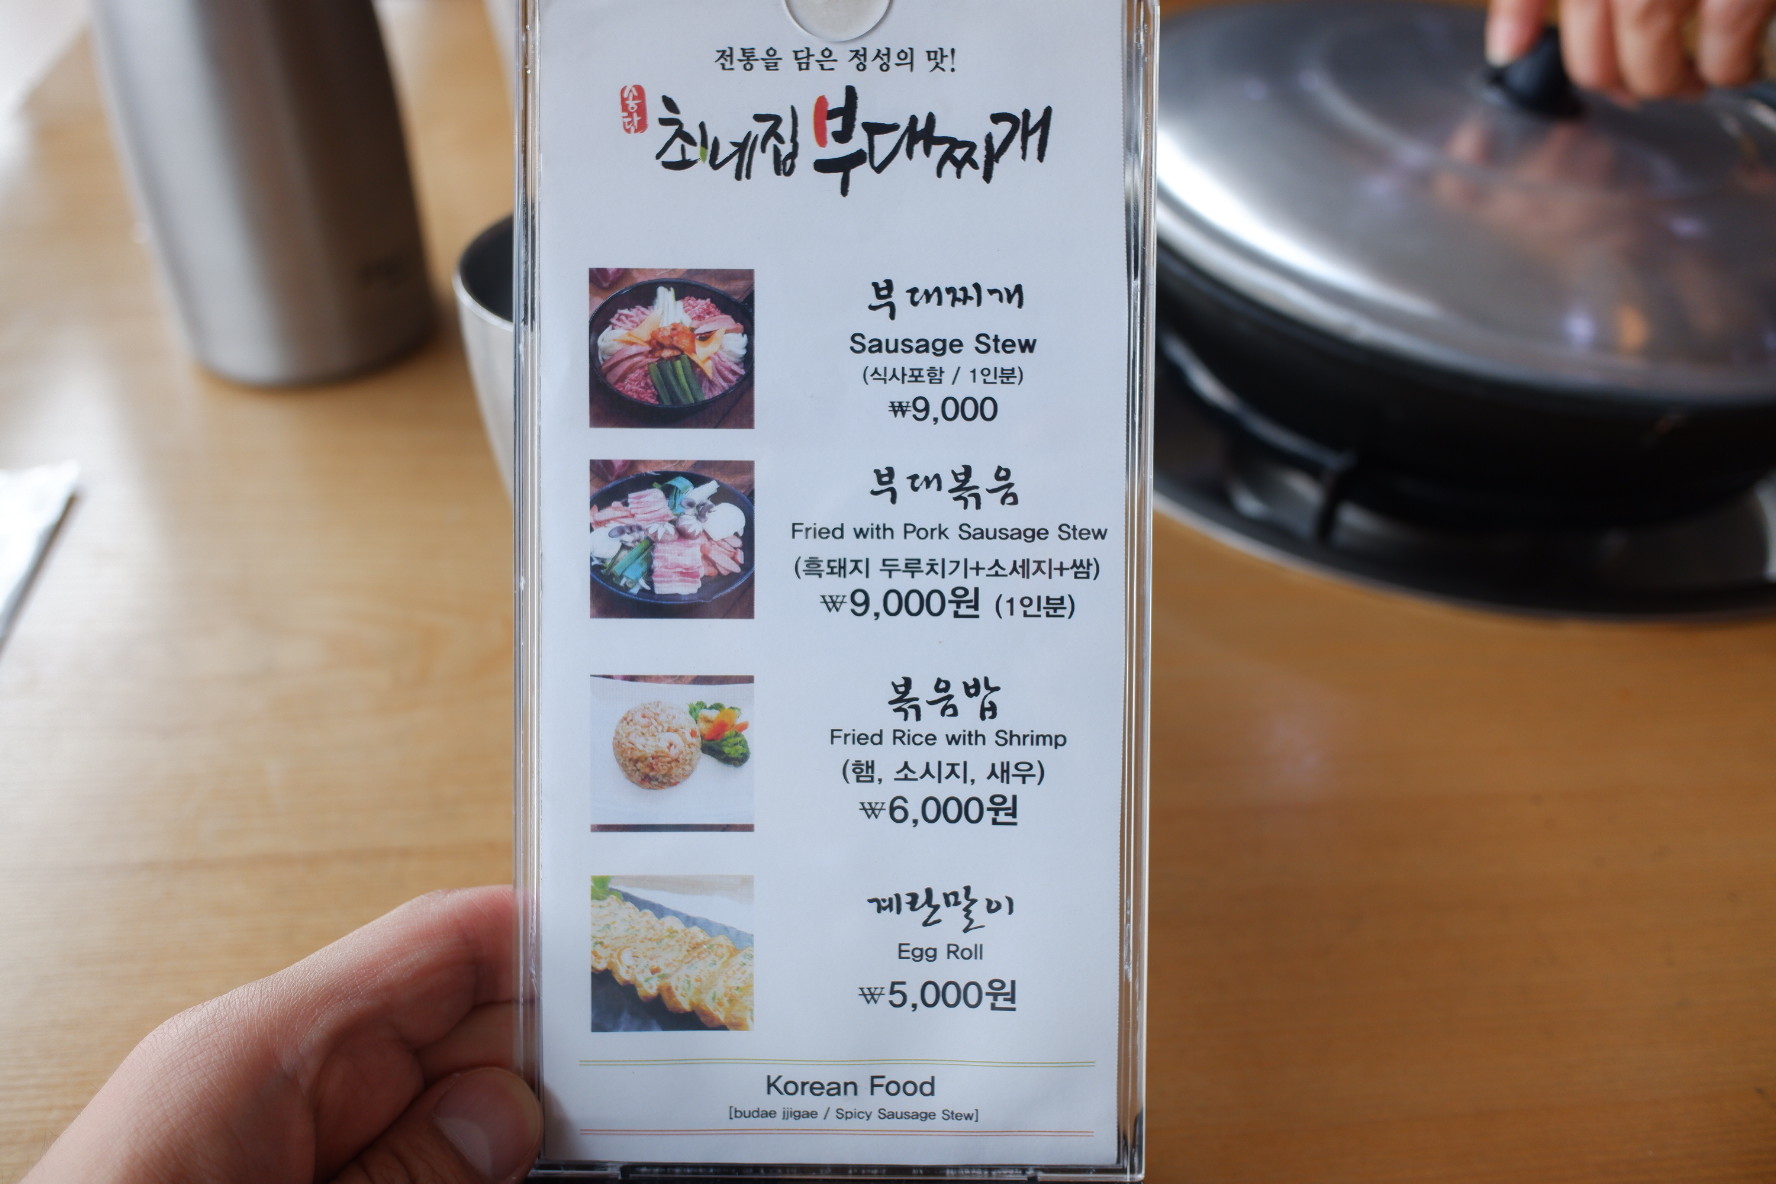 전통을 담은 정성의 맛!
송당
최네집 부대찌개
부대찌개
Sausage Stew
(식사포함 / 1인분)
₩9,000
부대볶음
Fried with Pork Sausage Stew
(흑돼지 두루치기+소세지+쌈)
₩9,000원 (1인분)
볶음밥
Fried Rice with Shrimp
(햄, 소시지, 새우)
₩6,000원
계란말이
Egg Roll
₩5,000원
Korean Food
[budae jjigae / Spicy Sausage Stew]